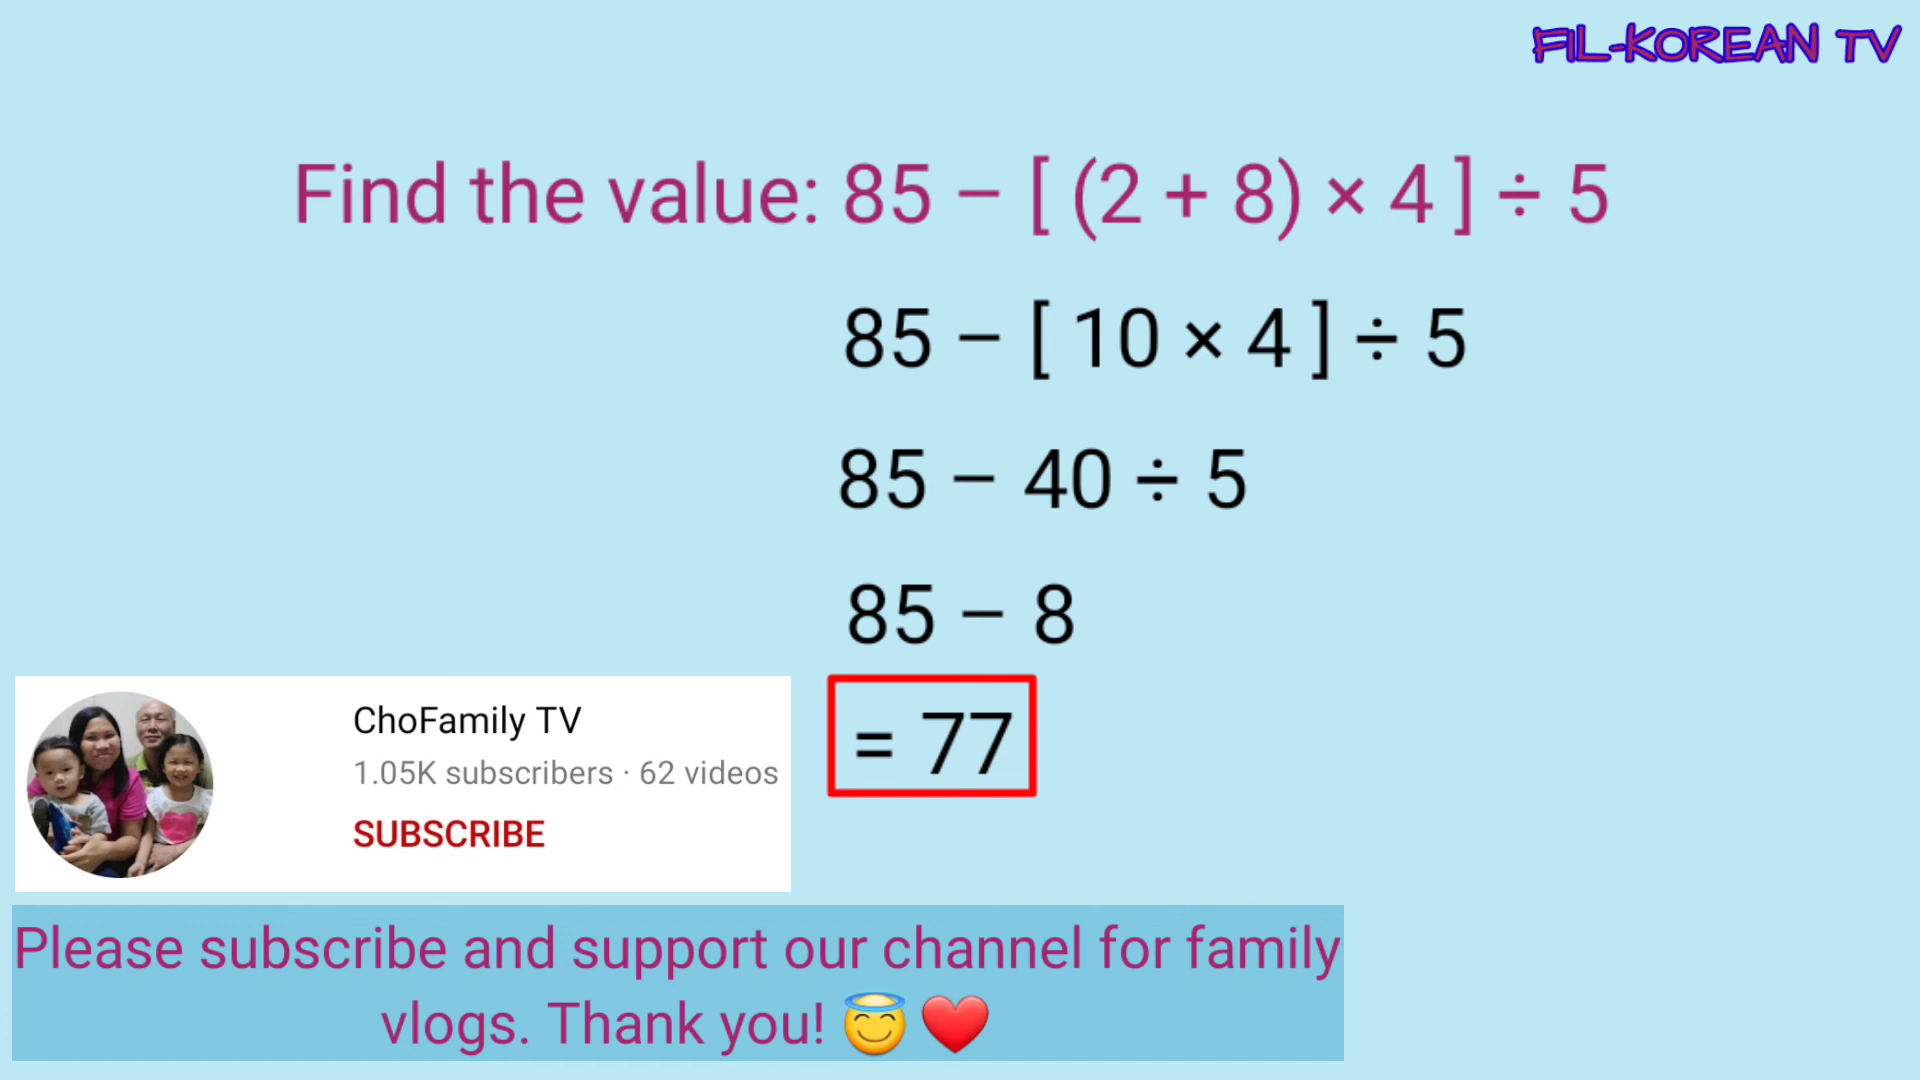 FIL-KOREAN TV
Find the value: 85 – [ (2 + 8) × 4 ] ÷ 5
85 – [ 10 × 4 ] ÷ 5
85 – 40 ÷ 5
85 – 8
= 77
ChoFamily TV
1.05K subscribers · 62 videos
SUBSCRIBE
Please subscribe and support our channel for family
vlogs. Thank you! 😇 ❤️